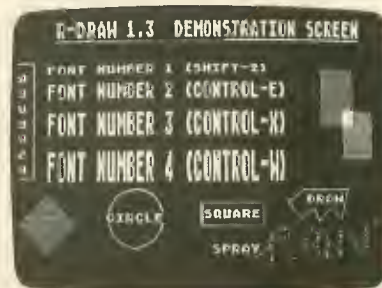 R-DRAW 1.3 DEMONSTRATION SCREEN
FONT NUMBER 1 (SHIFT-2)
FONT NUMBER 2 (CONTROL-E)
FONT NUMBER 3 (CONTROL-X)
FONT NUMBER 4 (CONTROL-W)
DRAW
CIRCLE
SQUARE
SPRAY